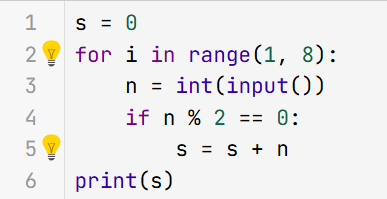 1 s = 0
2 for i in range(1, 8):
3     n = int(input())
4     if n % 2 == 0:
5         s = s + n
6 print(s)